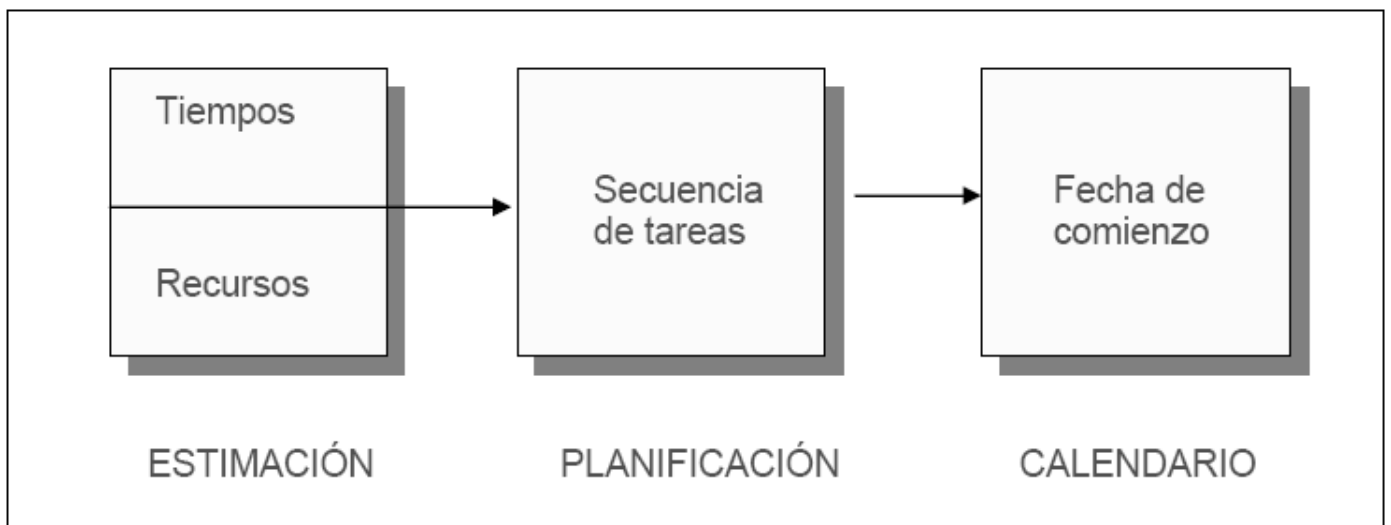 Tiempos
Recursos
Secuencia
de tareas
Fecha de
comienzo
ESTIMACIÓN
PLANIFICACIÓN
CALENDARIO